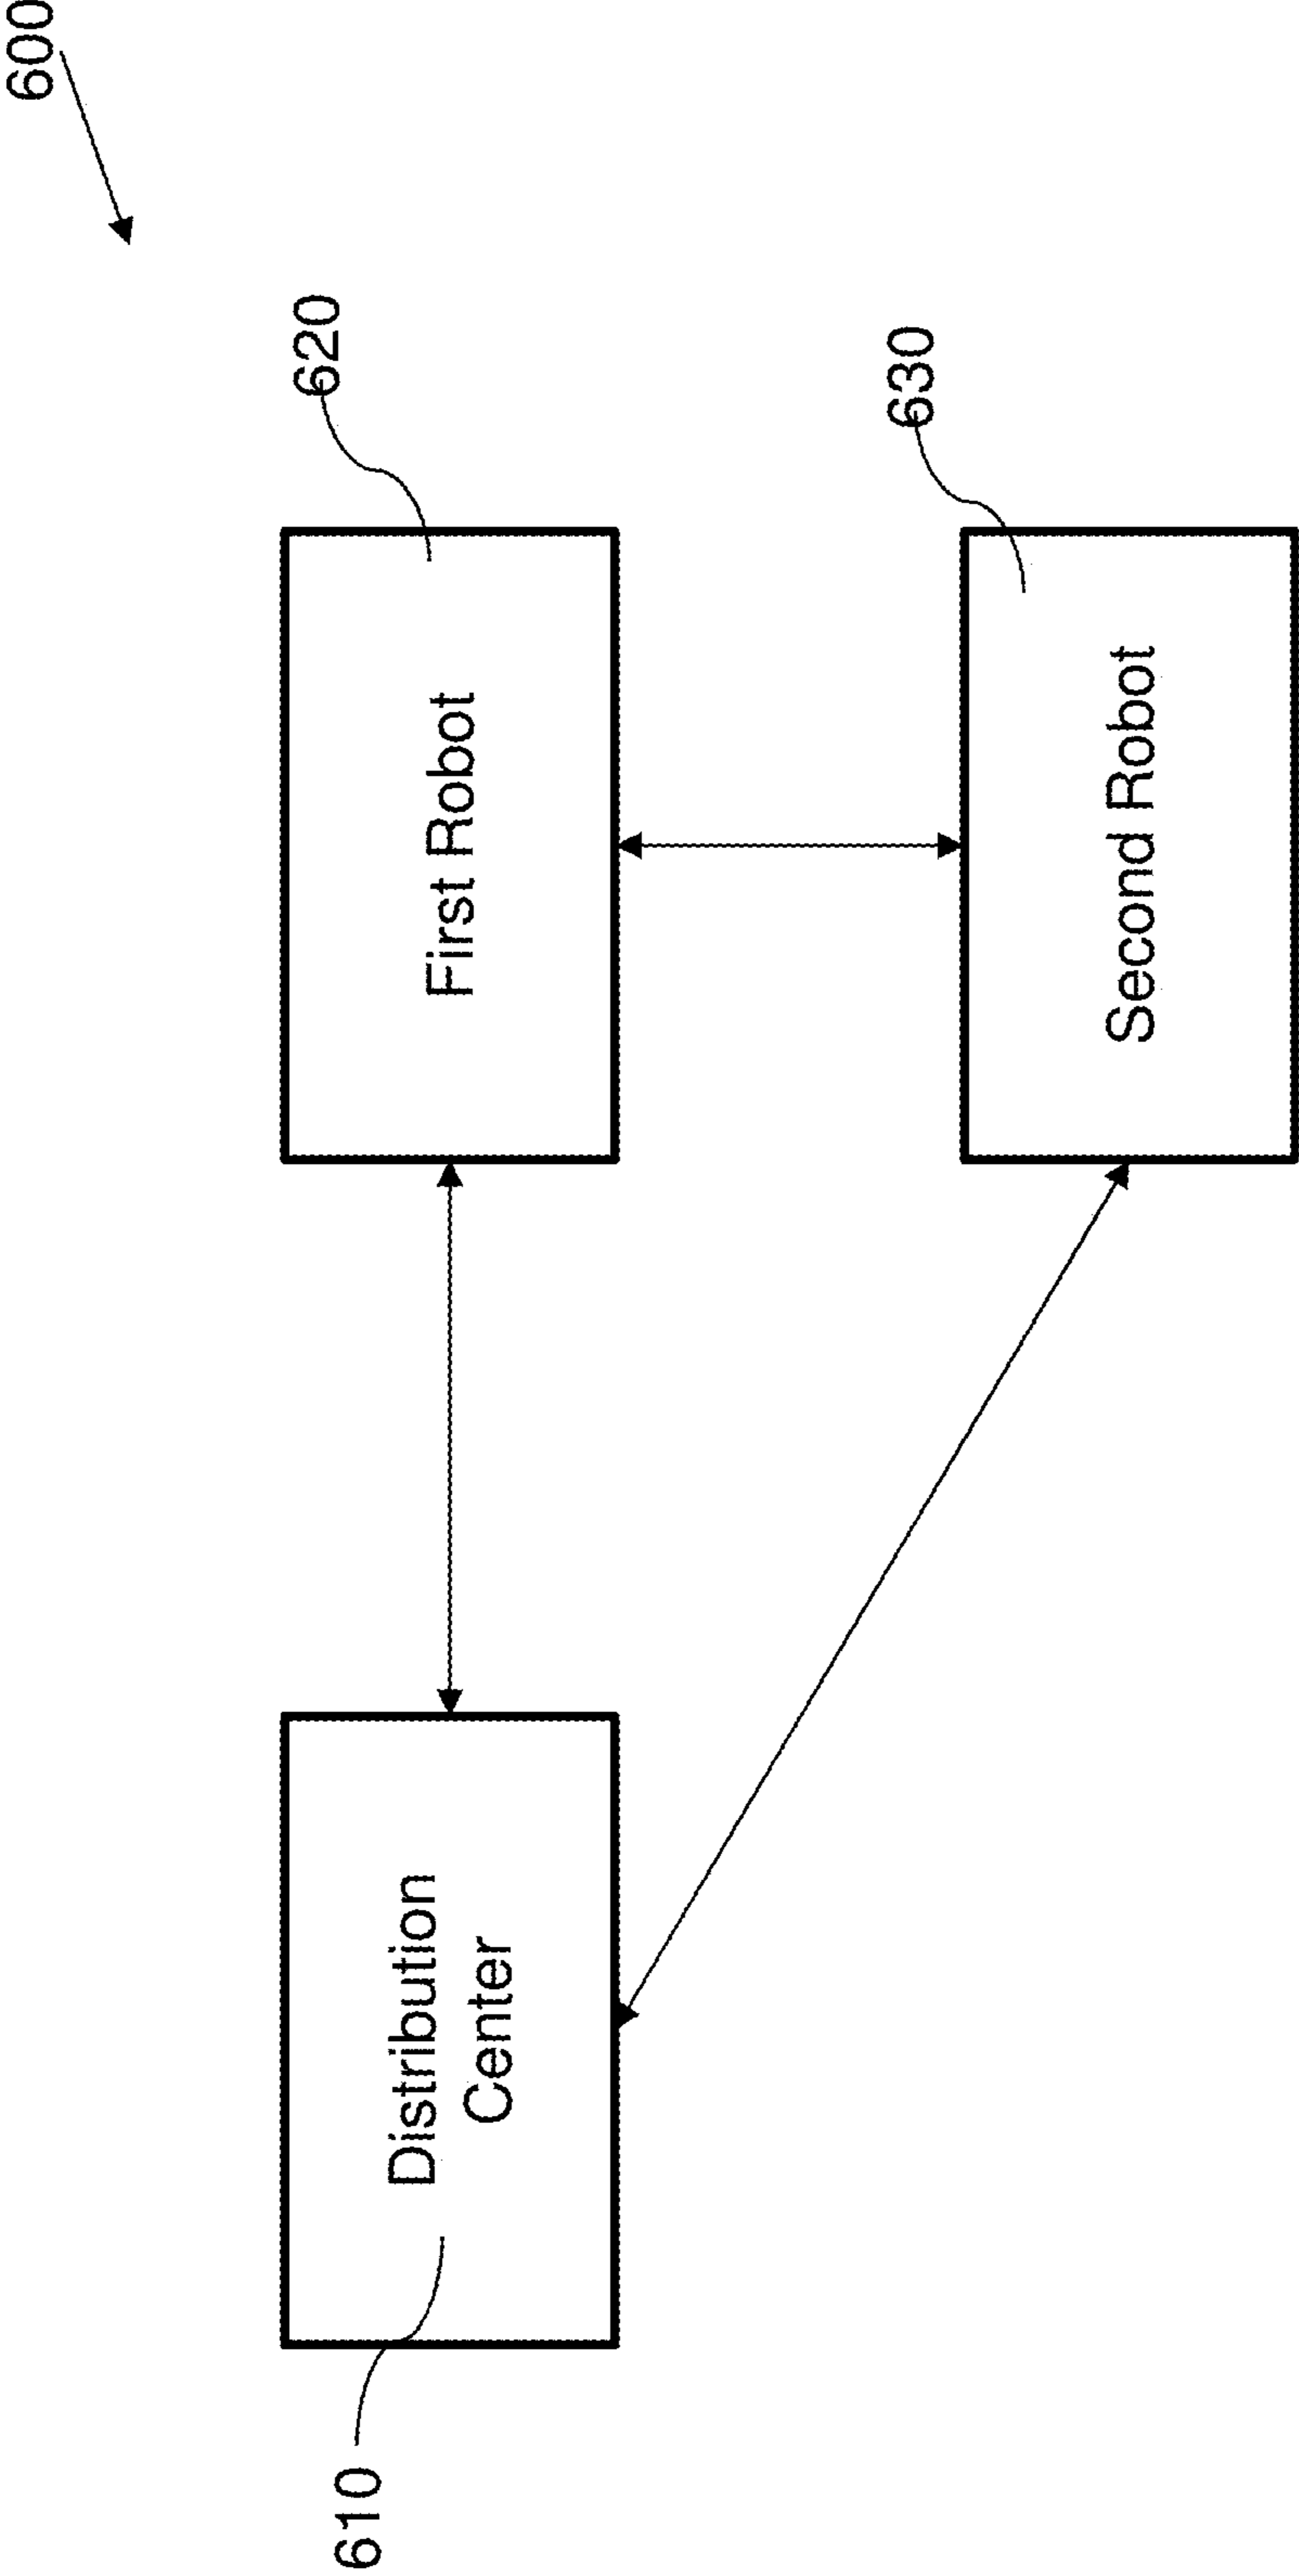 600
620
First Robot
Distribution
Center
610
630
Second Robot